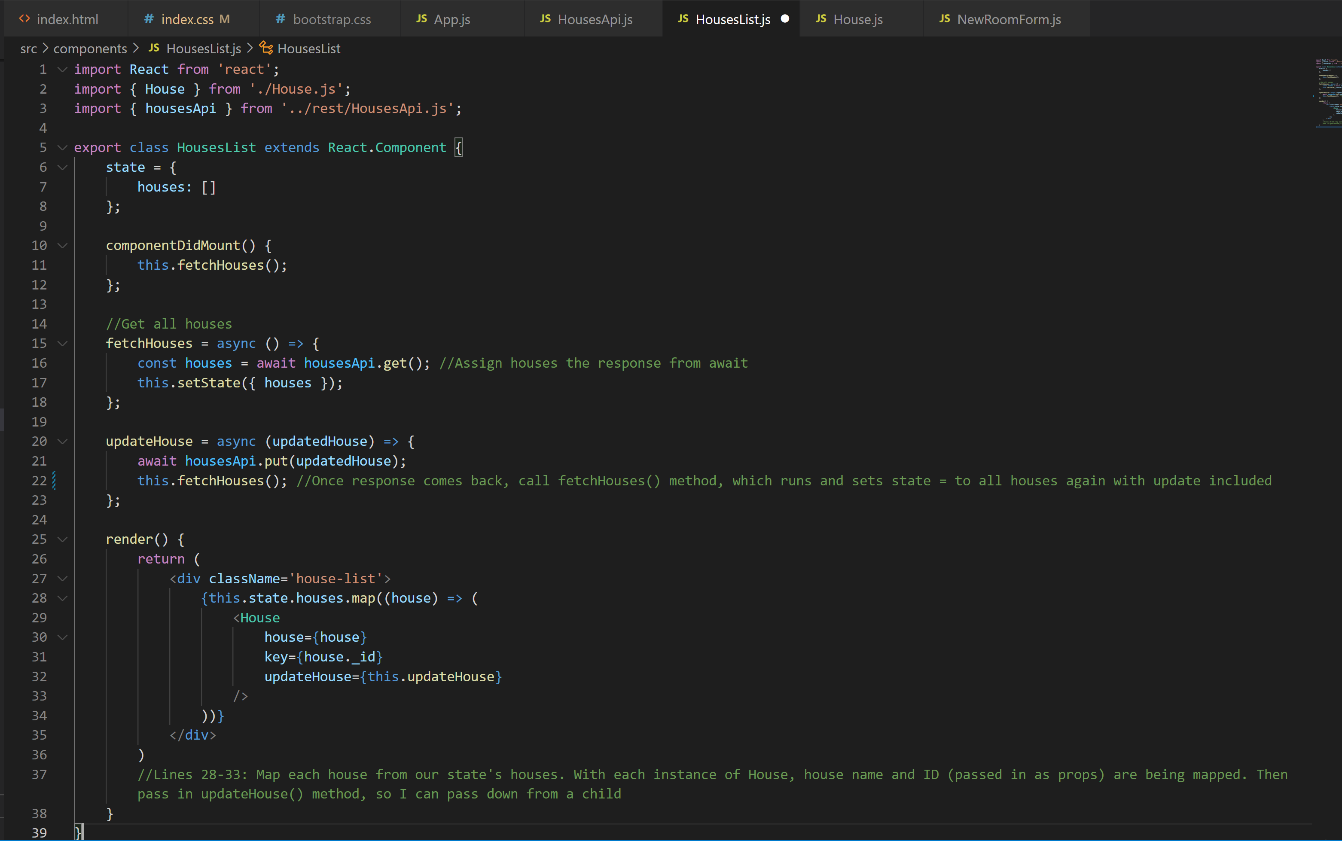 <> index.html # index.css M # bootstrap.css JS App.js JS HousesApi.js JS HousesList.js ● JS House.js JS NewRoomForm.js
src > components > JS HousesList.js > HousesList
1 import React from 'react';
2 import { House } from './House.js';
3 import { housesApi } from '../rest/HousesApi.js';
4
5 export class HousesList extends React.Component {
6 state = {
7 houses: []
8 };
9
10 componentDidMount() {
11 this.fetchHouses();
12 };
13
14 //Get all houses
15 fetchHouses = async () => {
16 const houses = await housesApi.get(); //Assign houses the response from await
17 this.setState({ houses });
18 };
19
20 updateHouse = async (updatedHouse) => {
21 await housesApi.put(updatedHouse);
22 this.fetchHouses(); //Once response comes back, call fetchHouses() method, which runs and sets state = to all houses again with update included
23 };
24
25 render() {
26 return (
27 <div className='house-list'>
28 {this.state.houses.map((house) => (
29 <House
30 house={house}
31 key={house._id}
32 updateHouse={this.updateHouse}
33 />
34 ))}
35 </div>
36 )
37 //Lines 28-33: Map each house from our state's houses. With each instance of House, house name and ID (passed in as props) are being mapped. Then
pass in updateHouse() method, so I can pass down from a child
38 }
39 }